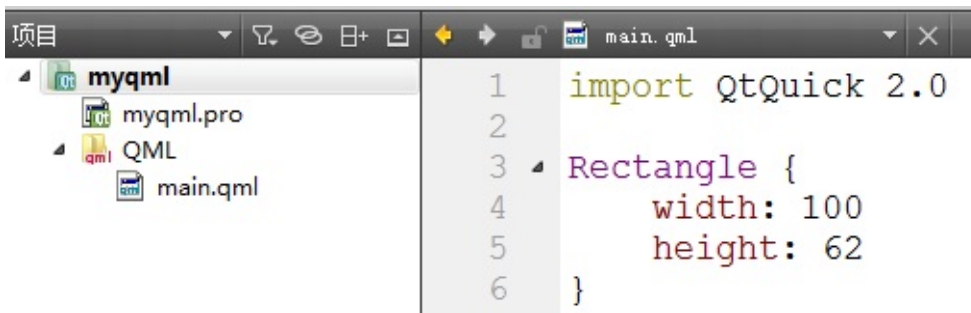 项目
myqml
myqml.pro
QML
main.qml
main.qml
1 import QtQuick 2.0
2
3 Rectangle {
4     width: 100
5     height: 62
6 }